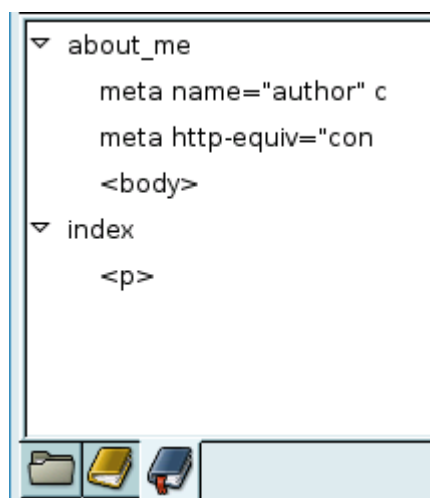 about_me
meta name="author" c
meta http-equiv="con
<body>
index
<p>